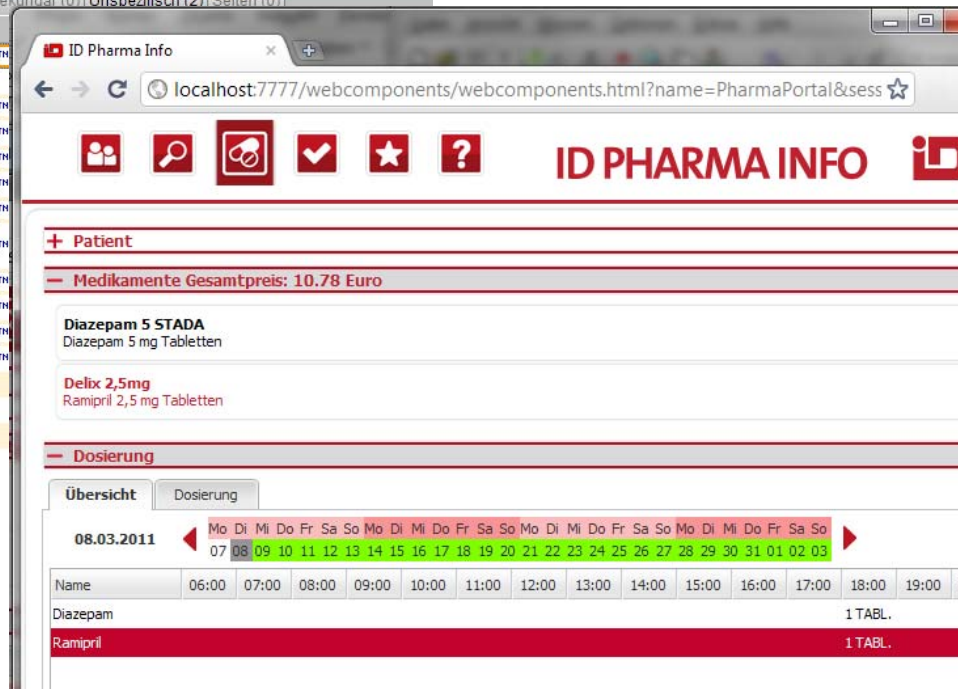 Unspezifisch (2) Seiten (0)
ID Pharma Info
localhost:7777/webcomponents/webcomponents.html?name=PharmaPortal&sess
ID PHARMA INFO
Patient
Medikamente Gesamtpreis: 10.78 Euro
Diazepam 5 STADA
Diazepam 5 mg Tabletten
Delix 2,5mg
Ramipril 2,5 mg Tabletten
Dosierung
Übersicht Dosierung
Mo Di Mi Do Fr Sa So Mo Di Mi Do Fr Sa So Mo Di Mi Do Fr Sa So Mo Di Mi Do Fr Sa So
08.03.2011
07 08 09 10 11 12 13 14 15 16 17 18 19 20 21 22 23 24 25 26 27 28 29 30 31 01 02 03
Name 06:00 07:00 08:00 09:00 10:00 11:00 12:00 13:00 14:00 15:00 16:00 17:00 18:00 19:00
Diazepam 1 TABL.
Ramipril 1 TABL.